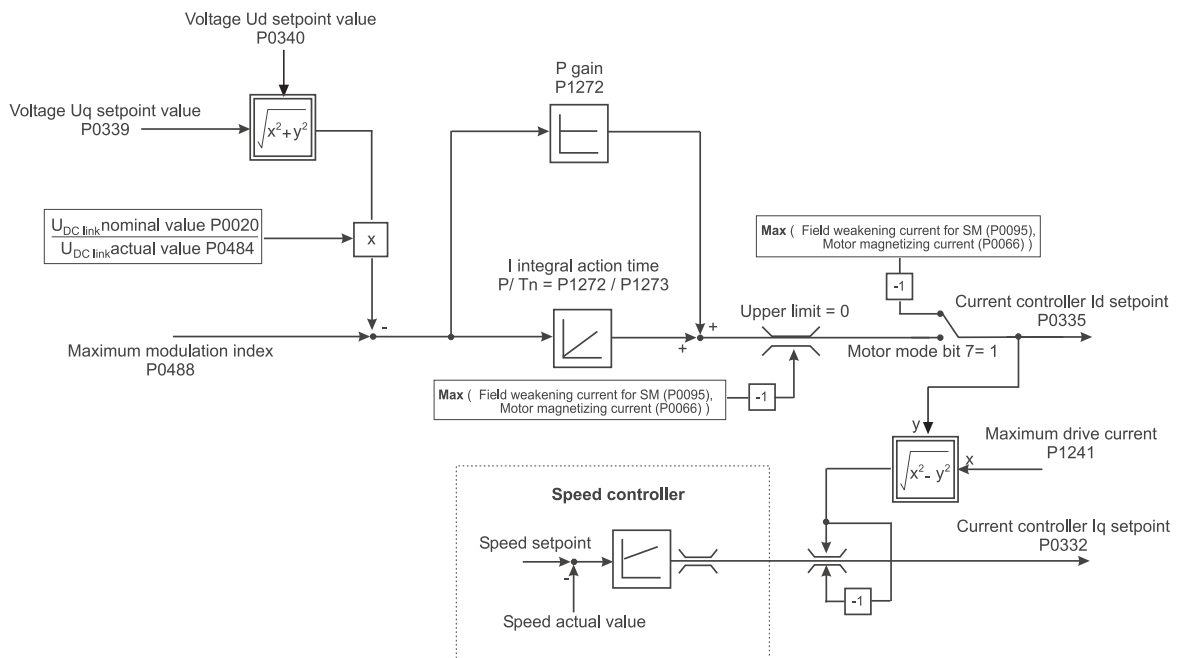 Voltage Ud setpoint value
P0340
Voltage Uq setpoint value
P0339
√x²+y²
P gain
P1272
U_DC link nominal value P0020
U_DC link actual value P0484
x
Max ( Field weakening current for SM (P0095),
Motor magnetizing current (P0066) )
-1
I integral action time
P/ Tn = P1272 / P1273
Upper limit = 0
Current controller Id setpoint
P0335
-
+
+
Maximum modulation index
P0488
Motor mode bit 7= 1
Max ( Field weakening current for SM (P0095),
Motor magnetizing current (P0066) )
-1
y
Maximum drive current
P1241
x
√x²- y²
Speed controller
Speed setpoint
-
Speed actual value
Current controller Iq setpoint
P0332
-1